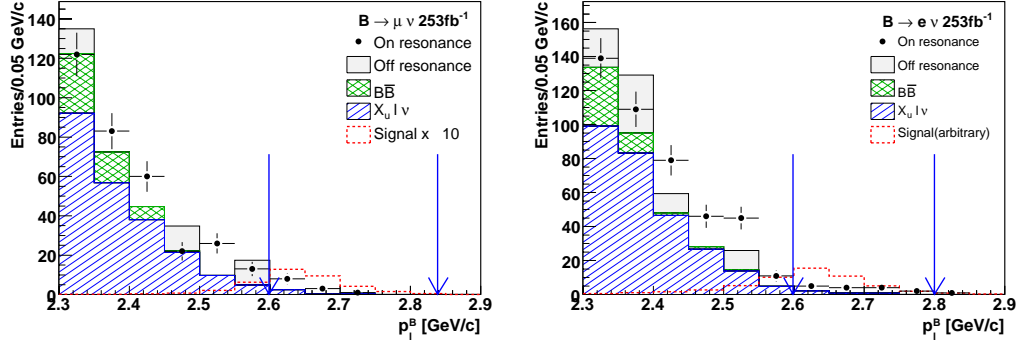 B → μ ν 253fb⁻¹
On resonance
Off resonance
BB̅
X_u l ν
Signal x 10
Entries/0.05 GeV/c
140
120
100
80
60
40
20
0
2.3 2.4 2.5 2.6 2.7 2.8 2.9
p_l^B [GeV/c]
B → e ν 253fb⁻¹
On resonance
Off resonance
BB̅
X_u l ν
Signal(arbitrary)
Entries/0.05 GeV/c
160
140
120
100
80
60
40
20
0
2.3 2.4 2.5 2.6 2.7 2.8 2.9
p_l^B [GeV/c]